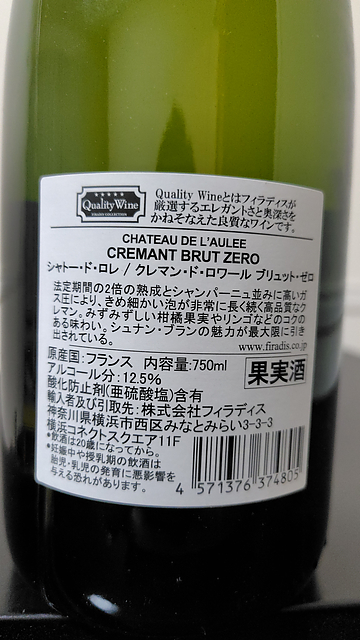 Quality Wine
FIRADIS COLLECTION
Quality Wineとはフィラディスが
厳選するエレガントさと奥深さを
かねそなえた良質なワインです。
CHATEAU DE L'AULEE
CREMANT BRUT ZERO
シャトー・ド・ロレ / クレマン・ド・ロワール ブリュット・ゼロ
法定期間の2倍の熟成とシャンパーニュ並みに高いガ
ス圧により、きめ細かい泡が非常に長く続く高品質なク
レマン。みずみずしい柑橘果実やリンゴなどのコクの
ある味わい。シュナン・ブランの魅力が最大限に引き
出されている。
www.firadis.co.jp
原産国:フランス 内容量:750ml
アルコール分:12.5%
果実酒
酸化防止剤(亜硫酸塩)含有
輸入者及び引取先:株式会社フィラディス
神奈川県横浜市西区みなとみらい3-3-3
横浜コネクトスクエア11F
*飲酒は20歳になってから。
*妊娠中や授乳期の飲酒は
胎児・乳児の発育に悪影響を
与える恐れがあります。
4 571376 374805